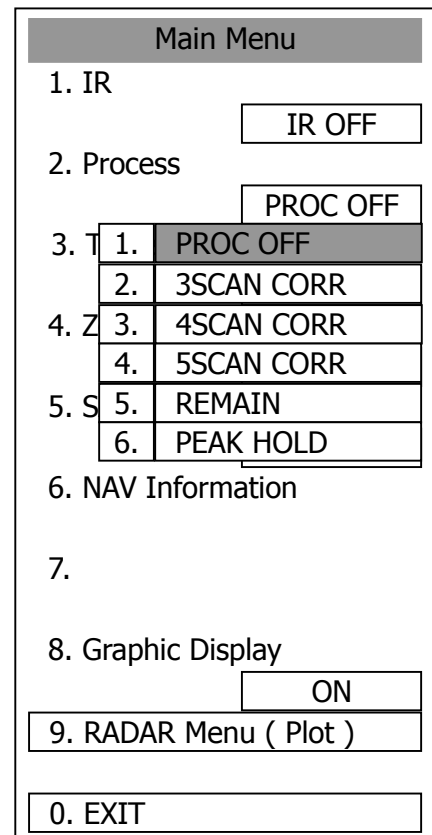 Main Menu
1. IR
IR OFF
2. Process
PROC OFF
3. T
1. PROC OFF
2. 3SCAN CORR
4. Z
3. 4SCAN CORR
4. 5SCAN CORR
5. S
5. REMAIN
6. PEAK HOLD
6. NAV Information
7.
8. Graphic Display
ON
9. RADAR Menu ( Plot )
0. EXIT